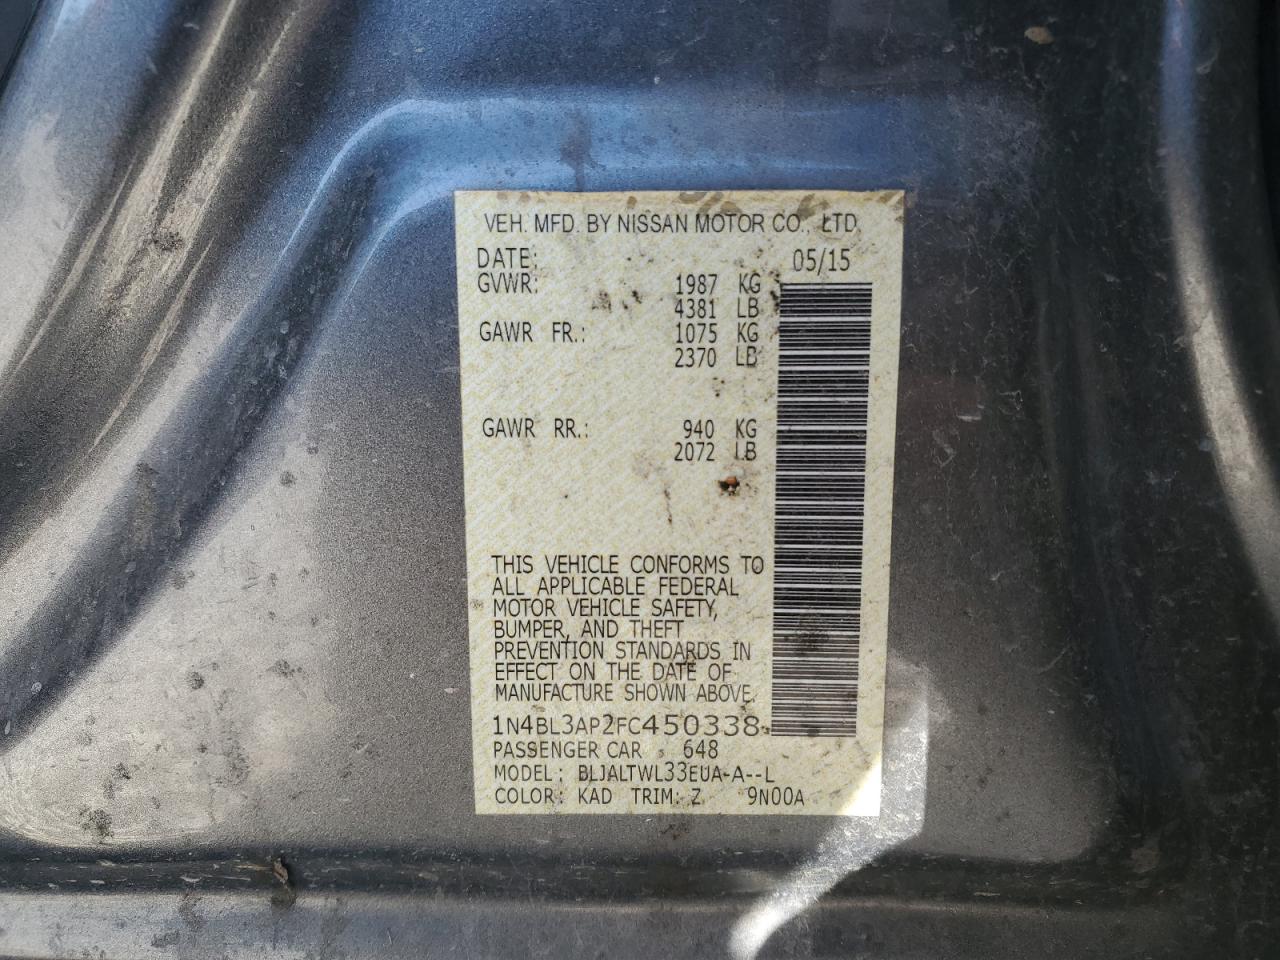 VEH. MFD. BY NISSAN MOTOR CO., LTD.
DATE: 05/15
GVWR: 1987 KG
4381 LB
GAWR FR.: 1075 KG
2370 LB
GAWR RR.: 940 KG
2072 LB
THIS VEHICLE CONFORMS TO
ALL APPLICABLE FEDERAL
MOTOR VEHICLE SAFETY,
BUMPER, AND THEFT
PREVENTION STANDARDS IN
EFFECT ON THE DATE OF
MANUFACTURE SHOWN ABOVE.
1N4BL3AP2FC450338
PASSENGER CAR 648
MODEL: BLJALTWL33EUA-A--L
COLOR: KAD TRIM: Z 9N00A